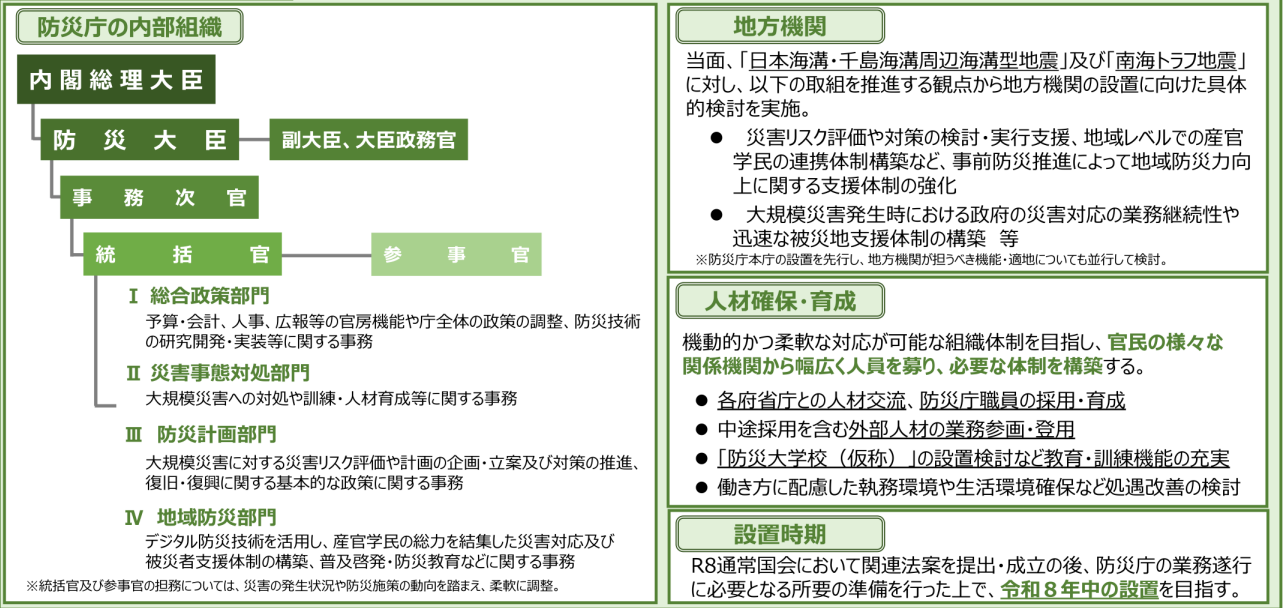 防災庁の内部組織
内閣総理大臣
防災大臣
副大臣、大臣政務官
事務次官
統括官
参事官
Ⅰ 総合政策部門
予算・会計、人事、広報等の官房機能や庁全体の政策の調整、防災技術
の研究開発・実装等に関する事務
Ⅱ 災害事態対処部門
大規模災害への対処や訓練・人材育成等に関する事務
Ⅲ 防災計画部門
大規模災害に対する災害リスク評価や計画の企画・立案及び対策の推進、
復旧・復興に関する基本的な政策に関する事務
Ⅳ 地域防災部門
デジタル防災技術を活用し、産官学民の総力を結集した災害対応及び
被災者支援体制の構築、普及啓発・防災教育などに関する事務
※統括官及び参事官の担務については、災害の発生状況や防災施策の動向を踏まえ、柔軟に調整。
地方機関
当面、「日本海溝・千島海溝周辺海溝型地震」及び「南海トラフ地震」
に対し、以下の取組を推進する観点から地方機関の設置に向けた具体
的検討を実施。
● 災害リスク評価や対策の検討・実行支援、地域レベルでの産官
学民の連携体制構築など、事前防災推進によって地域防災力向
上に関する支援体制の強化
● 大規模災害発生時における政府の災害対応の業務継続性や
迅速な被災地支援体制の構築 等
※防災庁本庁の設置を先行し、地方機関が担うべき機能・適地についても並行して検討。
人材確保・育成
機動的かつ柔軟な対応が可能な組織体制を目指し、官民の様々な
関係機関から幅広く人員を募り、必要な体制を構築する。
● 各府省庁との人材交流、防災庁職員の採用・育成
● 中途採用を含む外部人材の業務参画・登用
● 「防災大学校（仮称）」の設置検討など教育・訓練機能の充実
● 働き方に配慮した執務環境や生活環境確保など処遇改善の検討
設置時期
R8通常国会において関連法案を提出・成立の後、防災庁の業務遂行
に必要となる所要の準備を行った上で、令和８年中の設置を目指す。